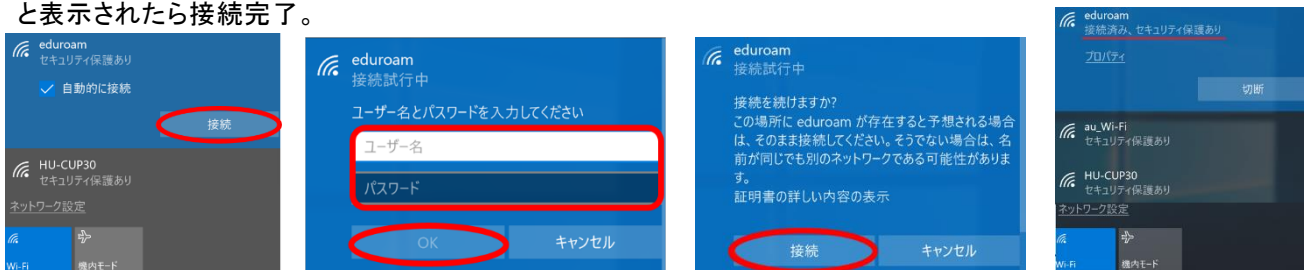 と表示されたら接続完了。
eduroam
セキュリティ保護あり
自動的に接続
接続
HU-CUP30
セキュリティ保護あり
ネットワーク設定
Wi-Fi
機内モード
eduroam
接続試行中
ユーザー名とパスワードを入力してください
ユーザー名
パスワード
OK
キャンセル
eduroam
接続試行中
接続を続けますか?
この場所に eduroam が存在すると予想される場合
は、そのまま接続してください。そうでない場合は、名
前が同じでも別のネットワークである可能性がありま
す。
証明書の詳しい内容の表示
接続
キャンセル
eduroam
接続済み、セキュリティ保護あり
プロパティ
切断
au_Wi-Fi
セキュリティ保護あり
HU-CUP30
セキュリティ保護あり
ネットワーク設定
Wi-Fi
機内モード